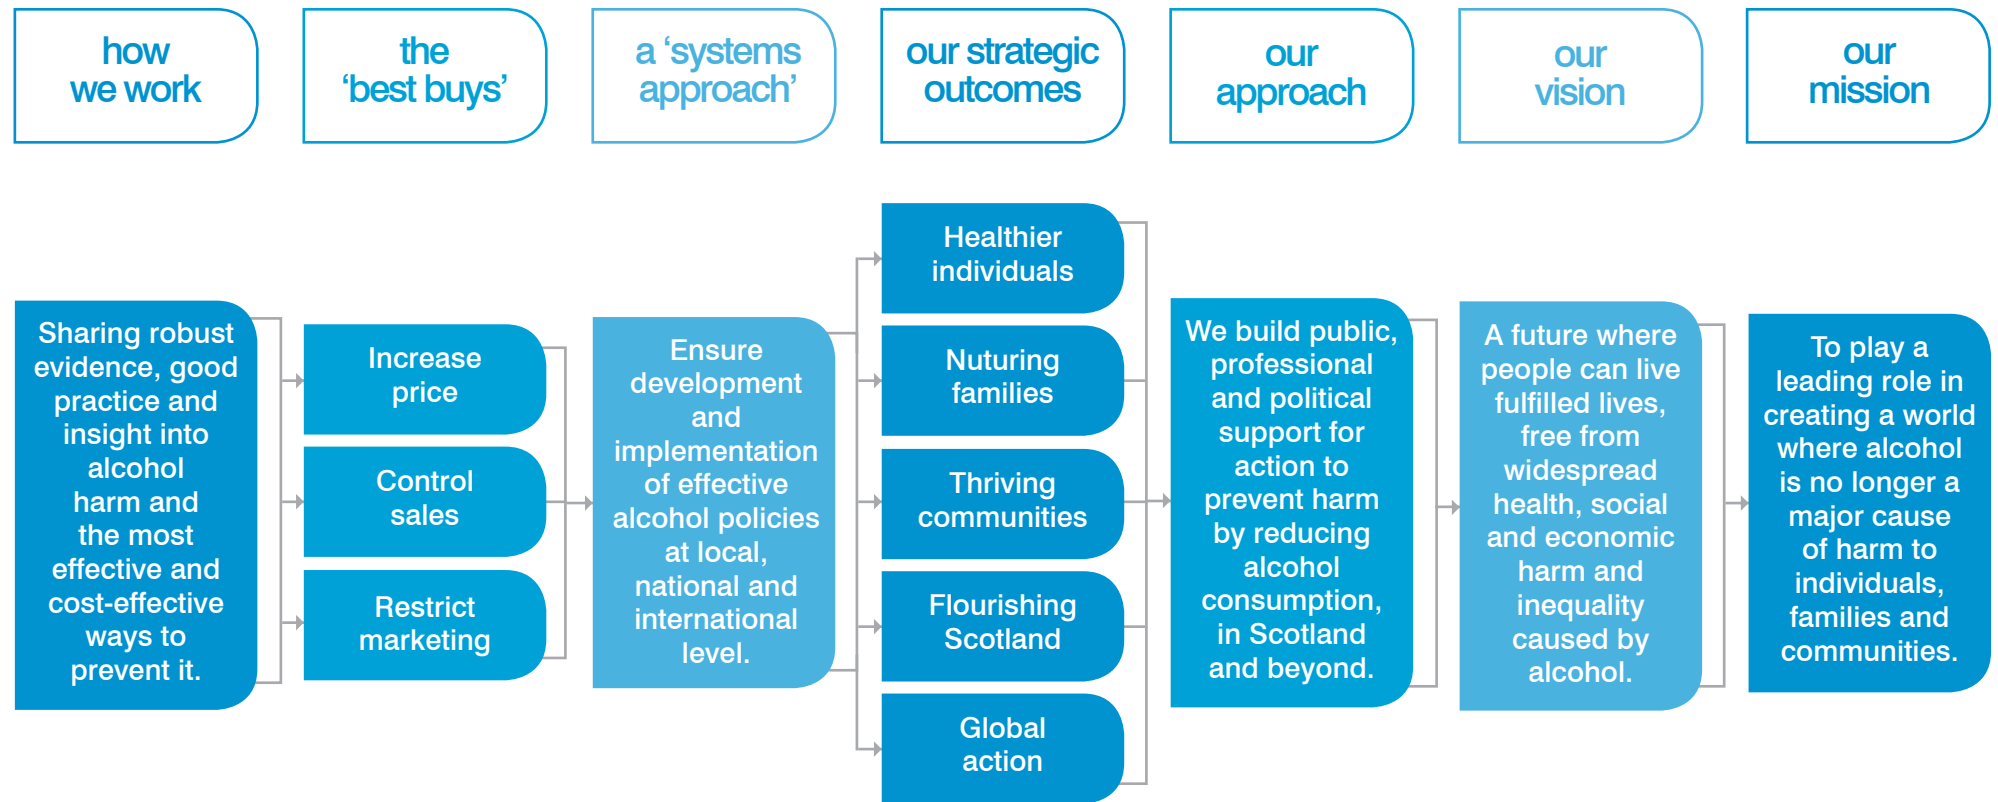 how
we work
the
‘best buys’
a ‘systems
approach’
our strategic
outcomes
our
approach
our
vision
our
mission
Sharing robust
evidence, good
practice and
insight into
alcohol
harm and
the most
effective and
cost-effective
ways to
prevent it.
Increase
price
Control
sales
Restrict
marketing
Ensure
development
and
implementation
of effective
alcohol policies
at local,
national and
international
level.
Healthier
individuals
Nuturing
families
Thriving
communities
Flourishing
Scotland
Global
action
We build public,
professional
and political
support for
action to
prevent harm
by reducing
alcohol
consumption,
in Scotland
and beyond.
A future where
people can live
fulfilled lives,
free from
widespread
health, social
and economic
harm and
inequality
caused by
alcohol.
To play a
leading role in
creating a world
where alcohol
is no longer a
major cause
of harm to
individuals,
families and
communities.